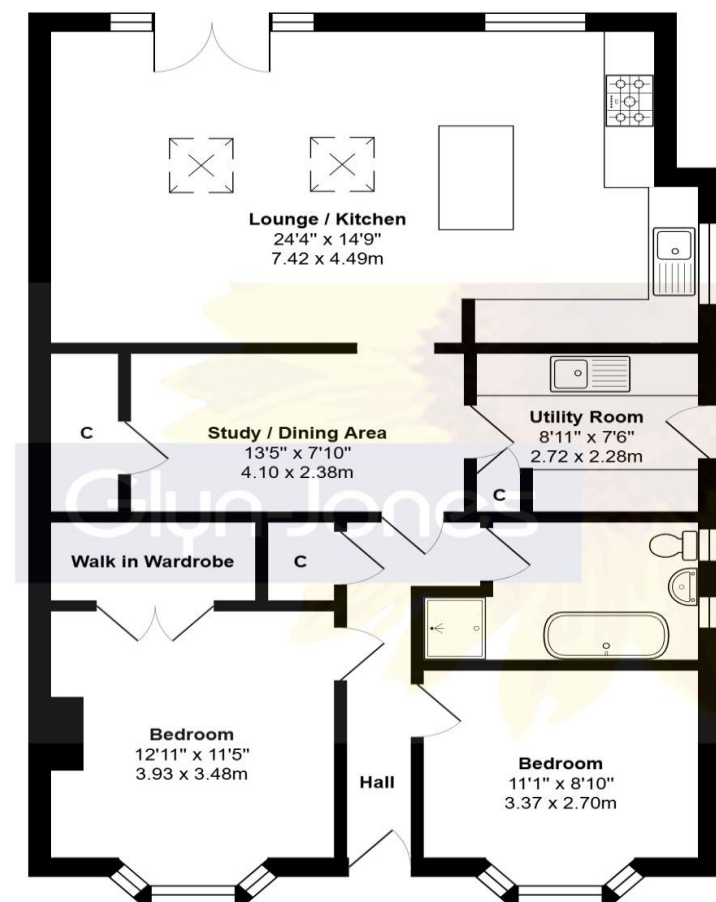 Lounge / Kitchen
24'4" x 14'9"
7.42 x 4.49m
C
Study / Dining Area
13'5" x 7'10"
4.10 x 2.38m
Utility Room
8'11" x 7'6"
2.72 x 2.28m
C
Glyn-Jones
Walk in Wardrobe
C
Bedroom
12'11" x 11'5"
3.93 x 3.48m
Hall
Bedroom
11'1" x 8'10"
3.37 x 2.70m